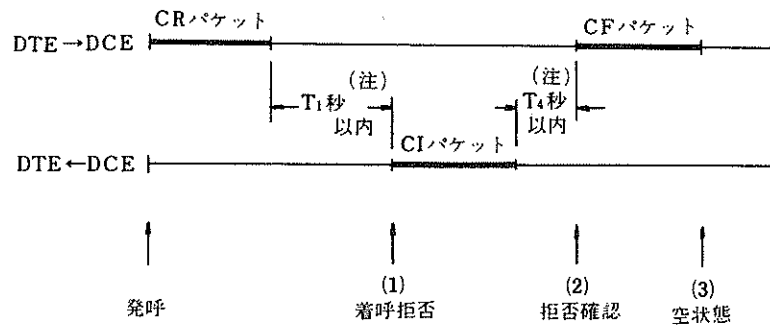 CRパケット
CFパケット
DTE→DCE
(注)
T1秒
以内
(注)
T4秒
以内
CIパケット
DTE←DCE
発呼
(1)
着呼拒否
(2)
拒否確認
(3)
空状態